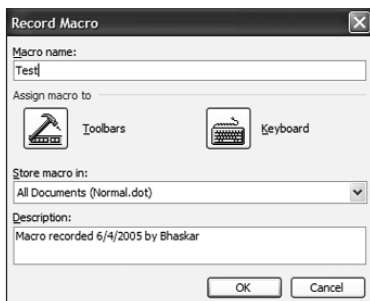 Record Macro
Macro name:
Test
Assign macro to
Toolbars
Keyboard
Store macro in:
All Documents (Normal.dot)
Description:
Macro recorded 6/4/2005 by Bhaskar
OK
Cancel